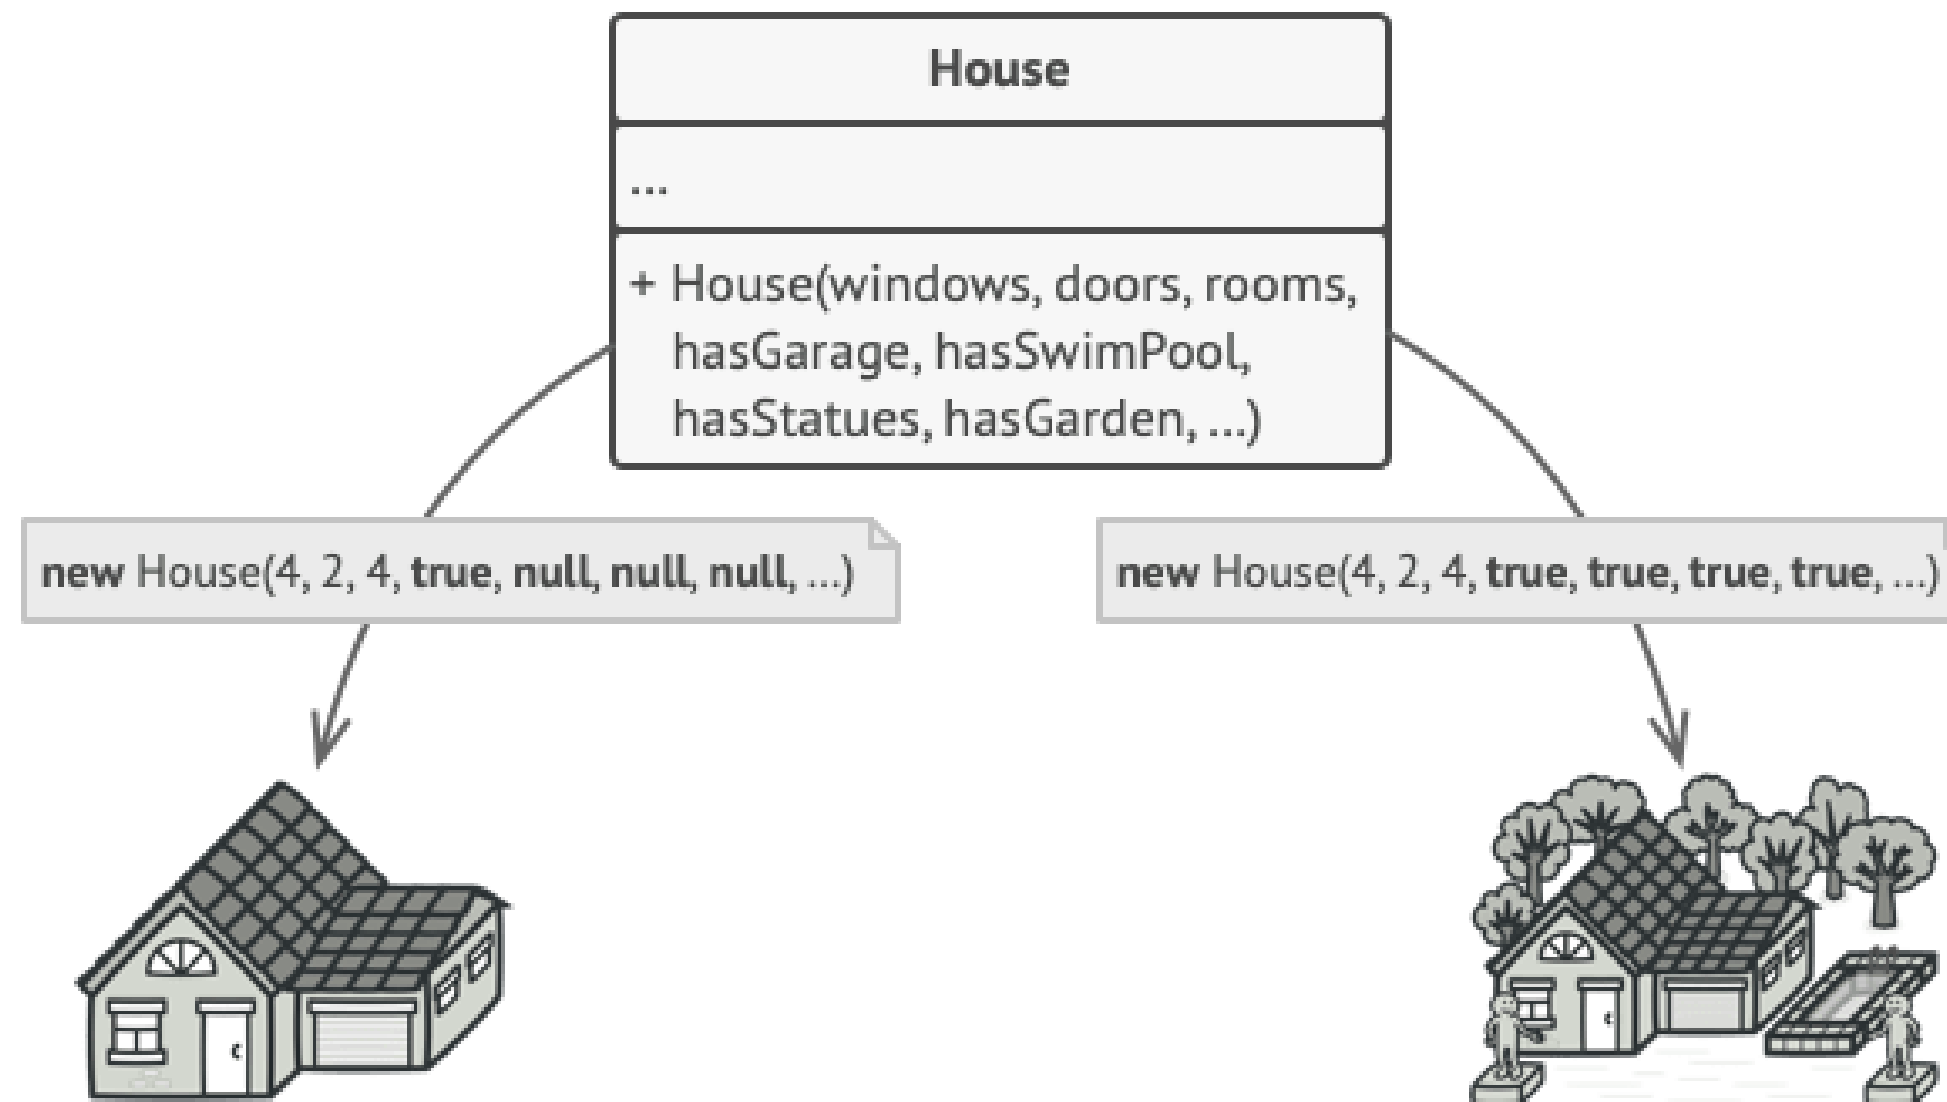 House
...
+ House(windows, doors, rooms,
hasGarage, hasSwimPool,
hasStatues, hasGarden, ...)
new House(4, 2, 4, true, null, null, null, ...)
new House(4, 2, 4, true, true, true, true, ...)